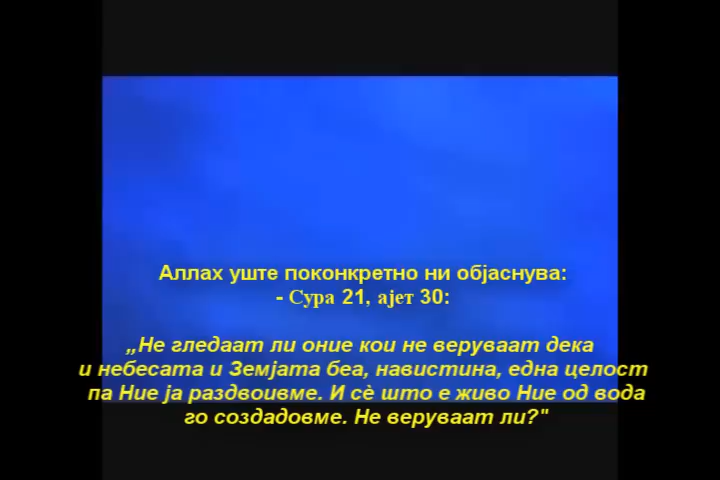 Аллах уште поконкретно ни објаснува:
- Сура 21, ајет 30:
„Не гледаат ли оние кои не веруваат дека
и небесата и Земјата беа, навистина, една целост
па Ние ја раздвоивме. И сѐ што е живо Ние од вода
го создадовме. Не веруваат ли?"